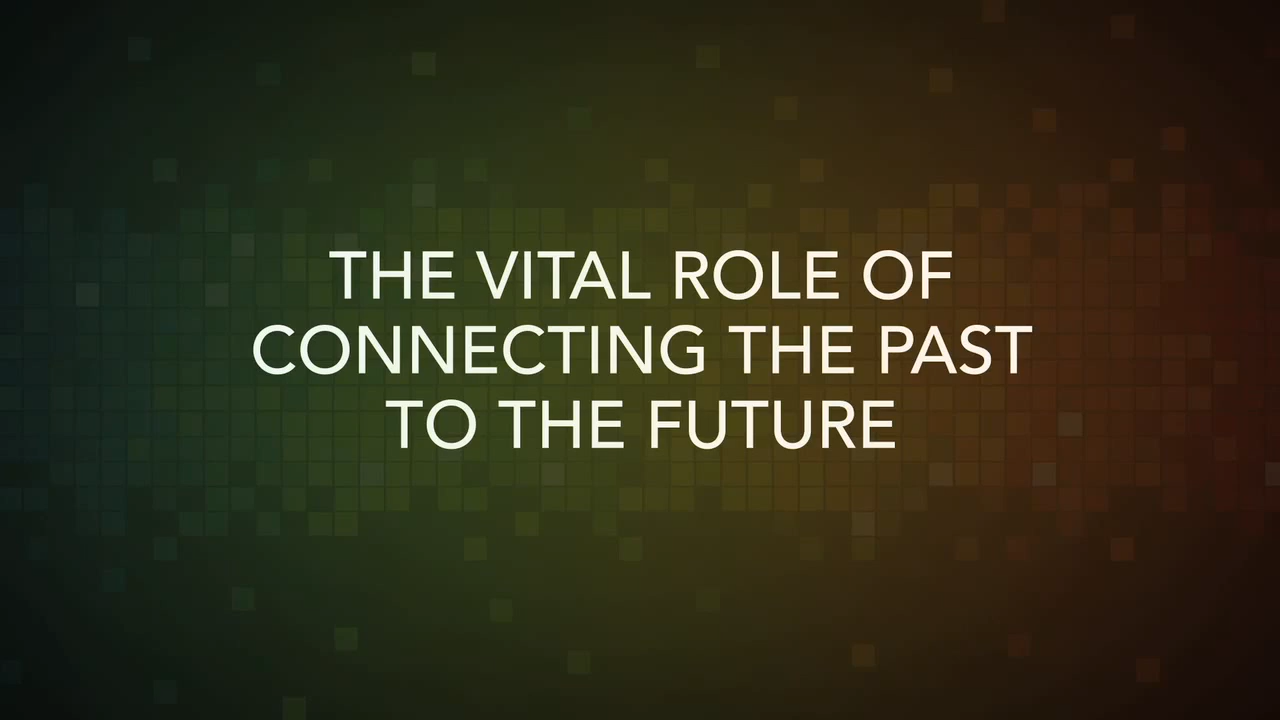 THE VITAL ROLE OF
CONNECTING THE PAST
TO THE FUTURE